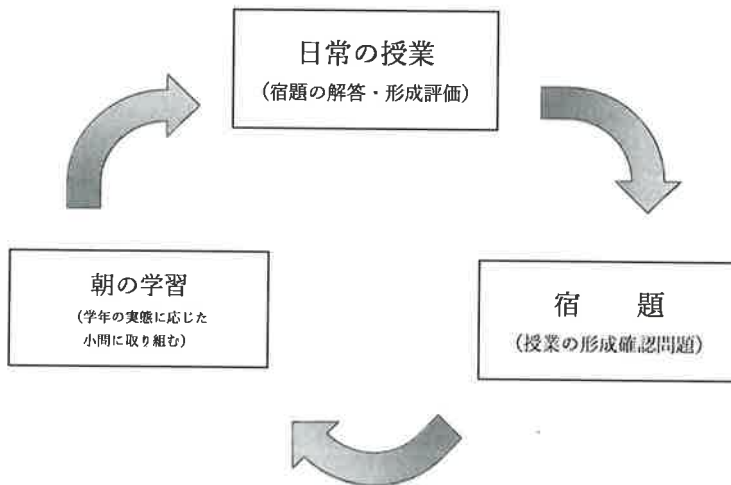 日常の授業
(宿題の解答・形成評価)
朝の学習
(学年の実態に応じた
小問に取り組む)
宿　　題
(授業の形成確認問題)